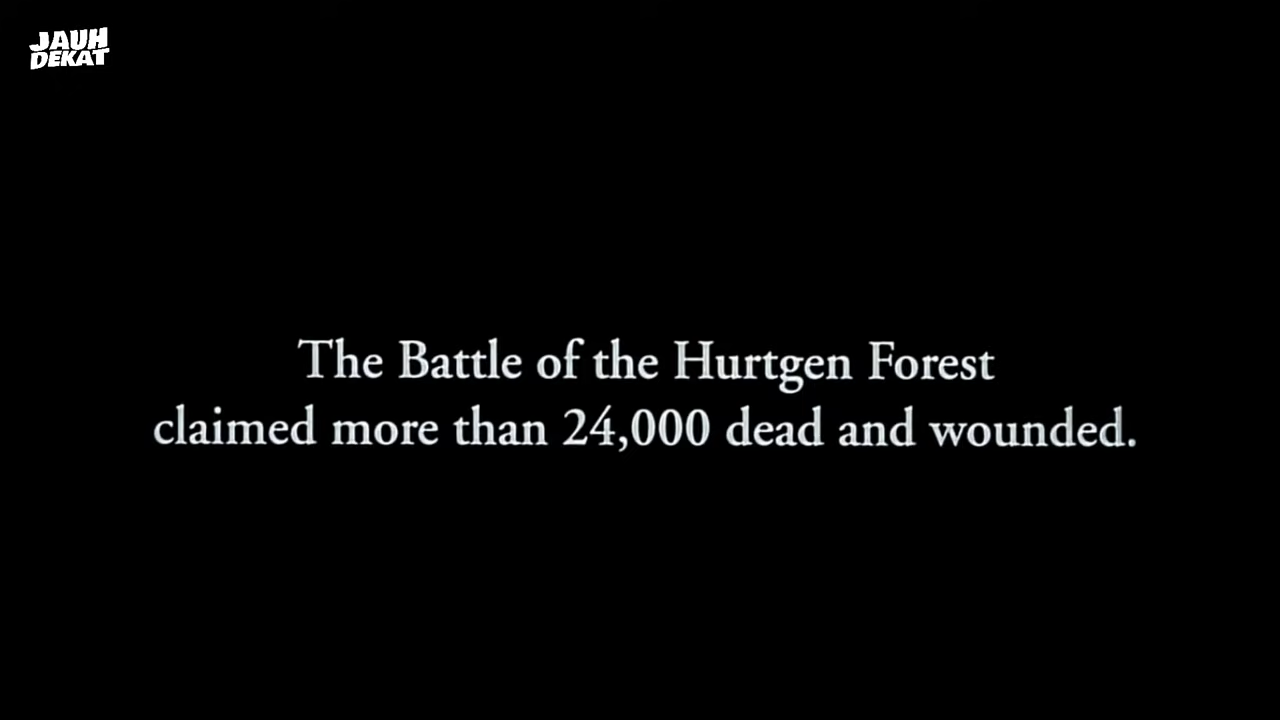 JAUH
DEKAT
The Battle of the Hurtgen Forest
claimed more than 24,000 dead and wounded.